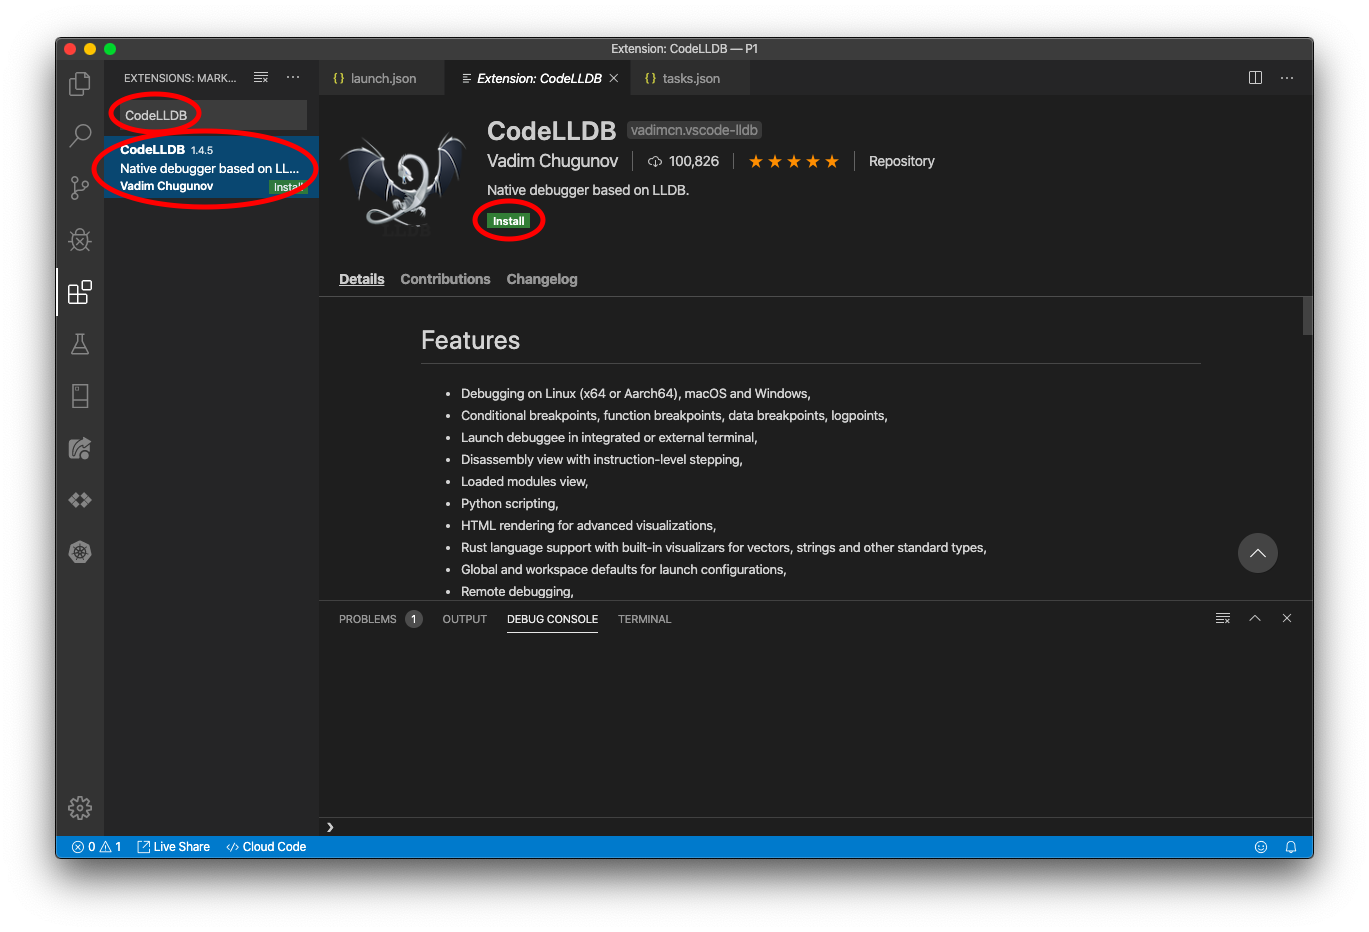 Extension: CodeLLDB — P1
EXTENSIONS: MARK...
launch.json
Extension: CodeLLDB
tasks.json
CodeLLDB
CodeLLDB 1.4.5
Native debugger based on LL...
Vadim Chugunov Install
CodeLLDB vadimcn.vscode-lldb
Vadim Chugunov 100,826 Repository
Native debugger based on LLDB.
Install
LLDB
Details Contributions Changelog
Features
• Debugging on Linux (x64 or Aarch64), macOS and Windows,
• Conditional breakpoints, function breakpoints, data breakpoints, logpoints,
• Launch debuggee in integrated or external terminal,
• Disassembly view with instruction-level stepping,
• Loaded modules view,
• Python scripting,
• HTML rendering for advanced visualizations,
• Rust language support with built-in visualizars for vectors, strings and other standard types,
• Global and workspace defaults for launch configurations,
• Remote debugging,
PROBLEMS 1 OUTPUT DEBUG CONSOLE TERMINAL
0 1 Live Share Cloud Code